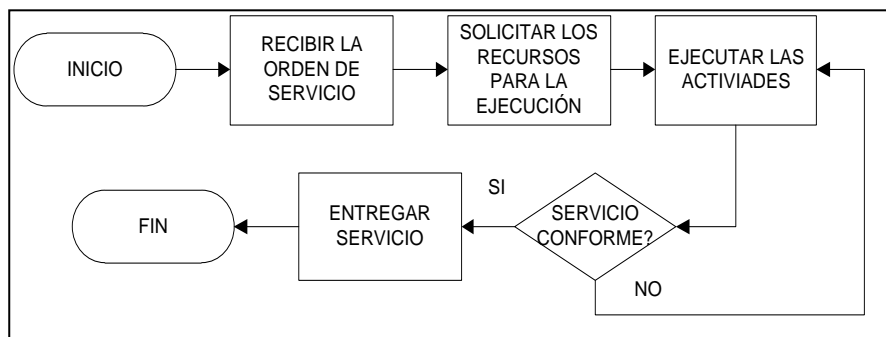 INICIO
RECIBIR LA
ORDEN DE
SERVICIO
SOLICITAR LOS
RECURSOS
PARA LA
EJECUCIÓN
EJECUTAR LAS
ACTIVIADES
SERVICIO
CONFORME?
SI
NO
ENTREGAR
SERVICIO
FIN